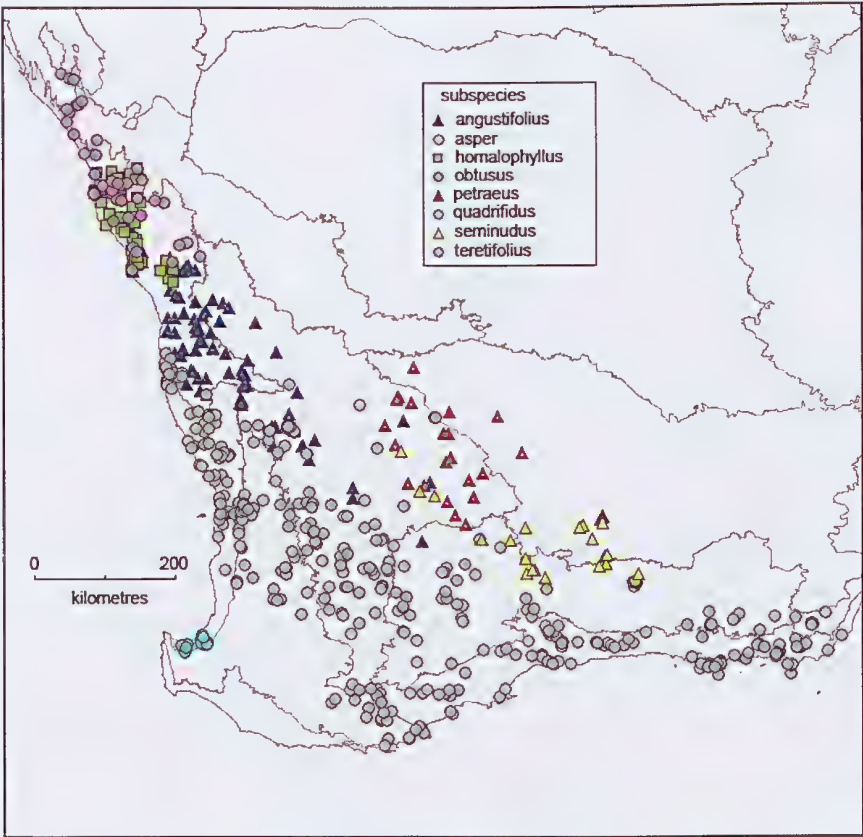 subspecies
angustifolius
asper
homalophyllus
obtusus
petraeus
quadrifidus
seminudus
teretifolius
0 200
kilometres